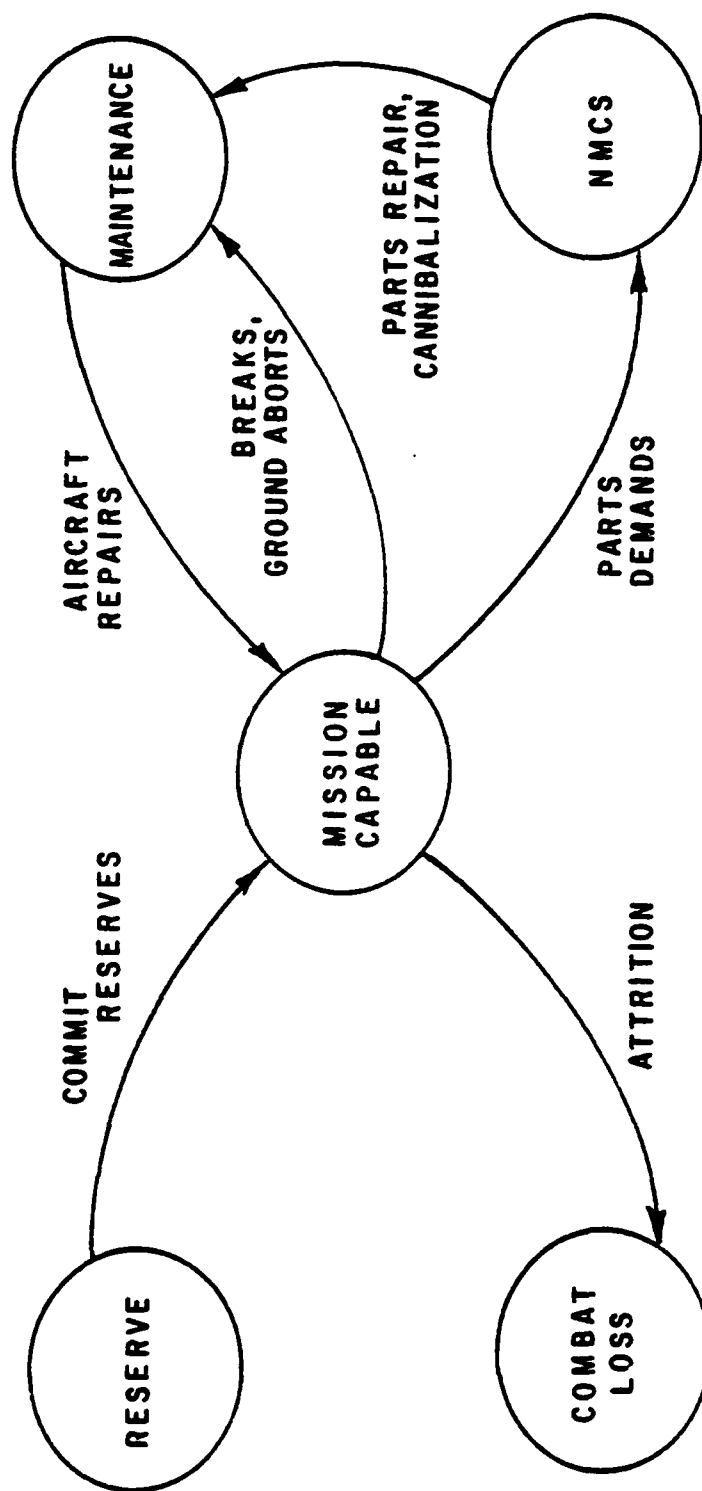 RESERVE
COMMIT
RESERVES
MISSION
CAPABLE
AIRCRAFT
REPAIRS
MAINTENANCE
BREAKS,
GROUND ABORTS
PARTS REPAIR,
CANNIBALIZATION
COMBAT
LOSS
ATTRITION
PARTS
DEMANDS
NMCS